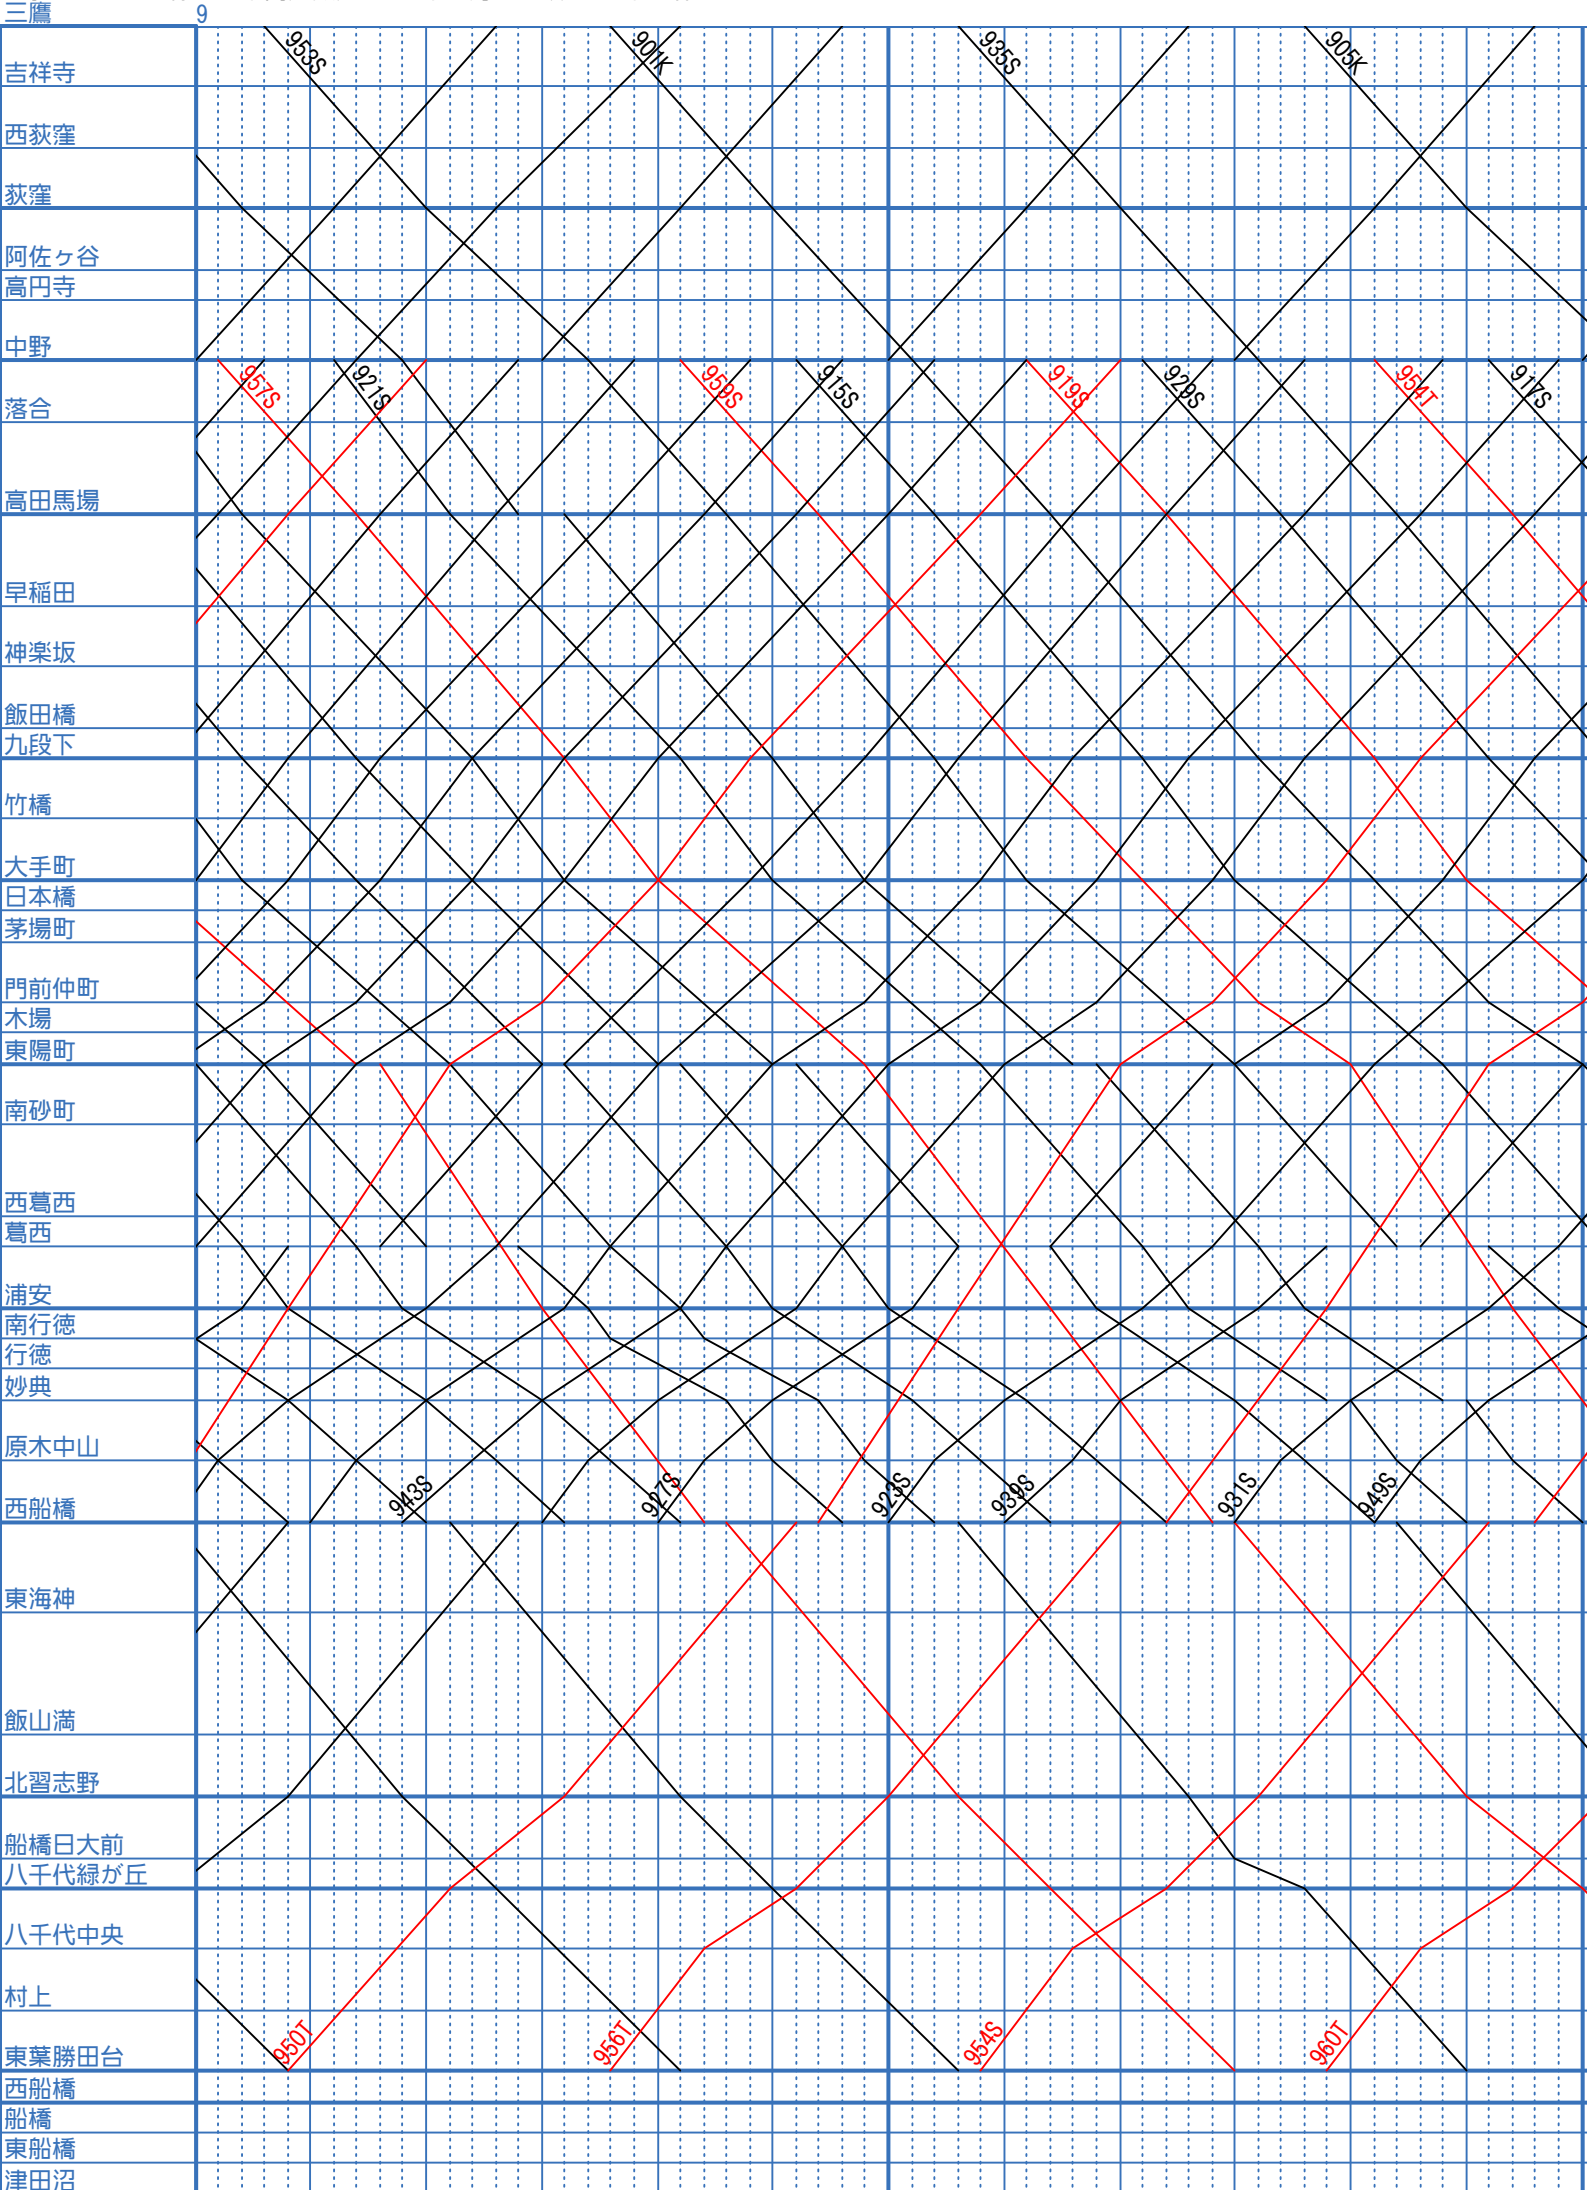 三鷹 9
953S 901K 935S 905K
吉祥寺
西荻窪
荻窪
阿佐ヶ谷
高円寺
中野
957S 921S 959S 915S 919S 929S 954T 917S
落合
高田馬場
早稲田
神楽坂
飯田橋
九段下
竹橋
大手町
日本橋
茅場町
門前仲町
木場
東陽町
南砂町
西葛西
葛西
浦安
南行徳
行徳
妙典
原木中山
943S 927S 923S 939S 931S 949S
西船橋
東海神
飯山満
北習志野
船橋日大前
八千代緑が丘
八千代中央
村上
950T 956T 954S 960T
東葉勝田台
西船橋
船橋
東船橋
津田沼